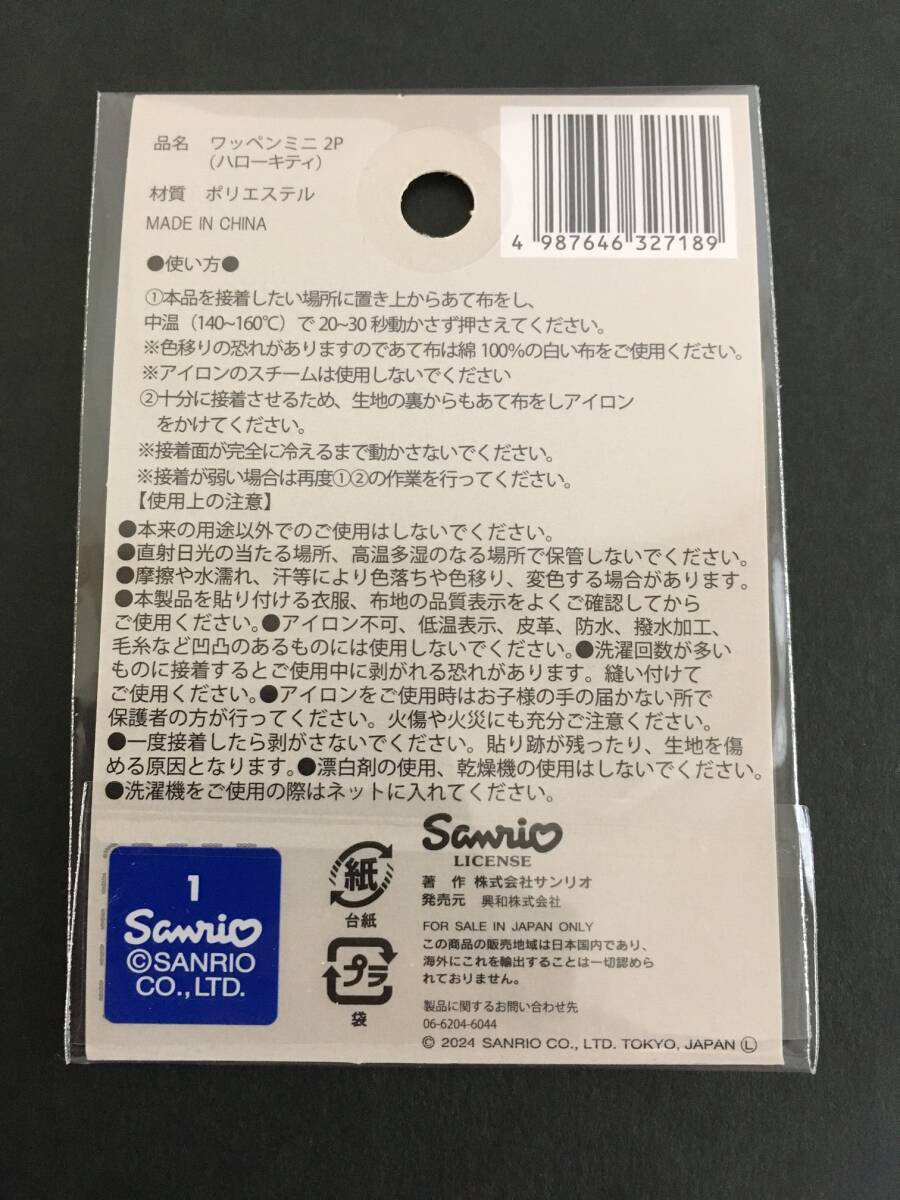 品名 ワッペンミニ 2P
(ハローキティ)
材質 ポリエステル
MADE IN CHINA
4 987646 327189
●使い方●
①本品を接着したい場所に置き上からあて布をし、
中温(140~160℃)で 20~30 秒動かさず押さえてください。
※色移りの恐れがありますのであて布は綿 100%の白い布をご使用ください。
※アイロンのスチームは使用しないでください
②十分に接着させるため、生地の裏からもあて布をしアイロン
をかけてください。
※接着面が完全に冷えるまで動かさないでください。
※接着が弱い場合は再度①②の作業を行ってください。
【使用上の注意】
●本来の用途以外でのご使用はしないでください。
●直射日光の当たる場所、高温多湿のなる場所で保管しないでください。
●摩擦や水濡れ、汗等により色落ちや色移り、変色する場合があります。
●本製品を貼り付ける衣服、布地の品質表示をよくご確認してから
ご使用ください。●アイロン不可、低温表示、皮革、防水、撥水加工、
毛糸など凹凸のあるものには使用しないでください。●洗濯回数が多い
ものに接着するとご使用中に剥がれる恐れがあります。縫い付けて
ご使用ください。●アイロンをご使用時はお子様の手の届かない所で
保護者の方が行ってください。火傷や火災にも充分ご注意ください。
●一度接着したら剥がさないでください。貼り跡が残ったり、生地を傷
める原因となります。●漂白剤の使用、乾燥機の使用はしないでください。
●洗濯機をご使用の際はネットに入れてください。
1
Sanrio
©SANRIO
CO.,LTD.
紙
台紙
プラ
袋
Sanrio
LICENSE
著 作 株式会社サンリオ
発売元 興和株式会社
FOR SALE IN JAPAN ONLY
この商品の販売地域は日本国内であり、
海外にこれを輸出することは一切認めら
れておりません。
製品に関するお問い合わせ先
06-6204-6044
© 2024 SANRIO CO., LTD. TOKYO, JAPAN Ⓛ